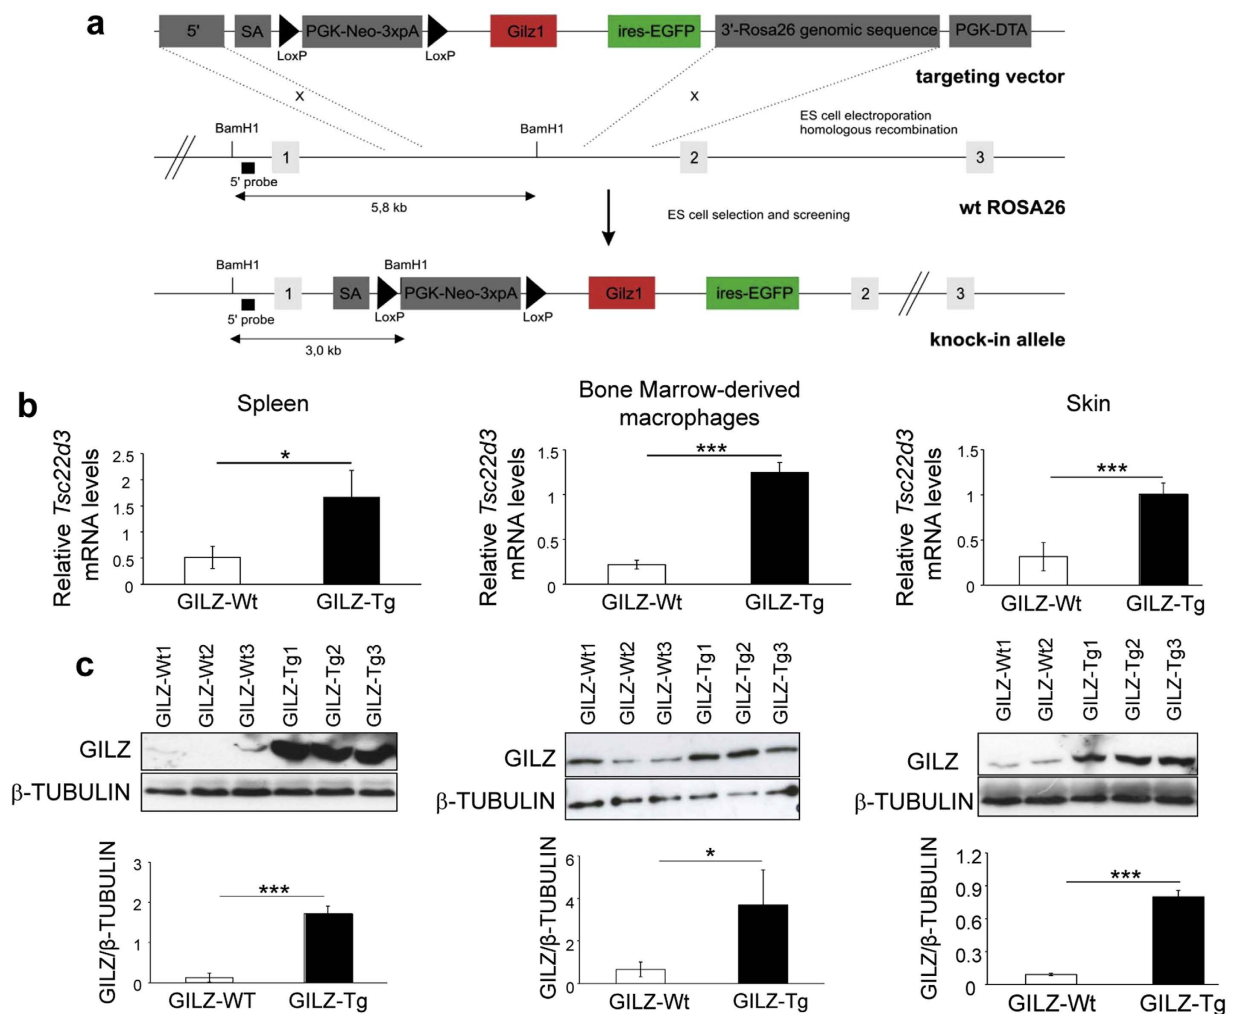 a
5' SA PGK-Neo-3xpA Gilz1 ires-EGFP 3'-Rosa26 genomic sequence PGK-DTA
LoxP LoxP
targeting vector
x x
ES cell electroporation
homologous recombination
BamH1 BamH1
1 2 3
5' probe
5,8 kb
wt ROSA26
ES cell selection and screening
BamH1 BamH1
1 SA PGK-Neo-3xpA Gilz1 ires-EGFP 2 3
5' probe LoxP LoxP
3,0 kb
knock-in allele
b
Spleen
Relative Tsc22d3
mRNA levels
2.5
2
1.5
1
0.5
0
*
GILZ-Wt GILZ-Tg
Bone Marrow-derived
macrophages
Relative Tsc22d3
mRNA levels
1.5
1
0.5
0
***
GILZ-Wt GILZ-Tg
Skin
Relative Tsc22d3
mRNA levels
1.5
1
0.5
0
***
GILZ-Wt GILZ-Tg
c
GILZ-Wt1 GILZ-Wt2 GILZ-Wt3 GILZ-Tg1 GILZ-Tg2 GILZ-Tg3
GILZ
β-TUBULIN
GILZ/β-TUBULIN
3
2
1
0
***
GILZ-WT GILZ-Tg
GILZ-Wt1 GILZ-Wt2 GILZ-Wt3 GILZ-Tg1 GILZ-Tg2 GILZ-Tg3
GILZ
β-TUBULIN
GILZ/β-TUBULIN
6
4
2
0
*
GILZ-Wt GILZ-Tg
GILZ-Wt1 GILZ-Wt2 GILZ-Tg1 GILZ-Tg2 GILZ-Tg3
GILZ
β-TUBULIN
GILZ/β-TUBULIN
1.2
0.9
0.6
0.3
0
***
GILZ-Wt GILZ-Tg